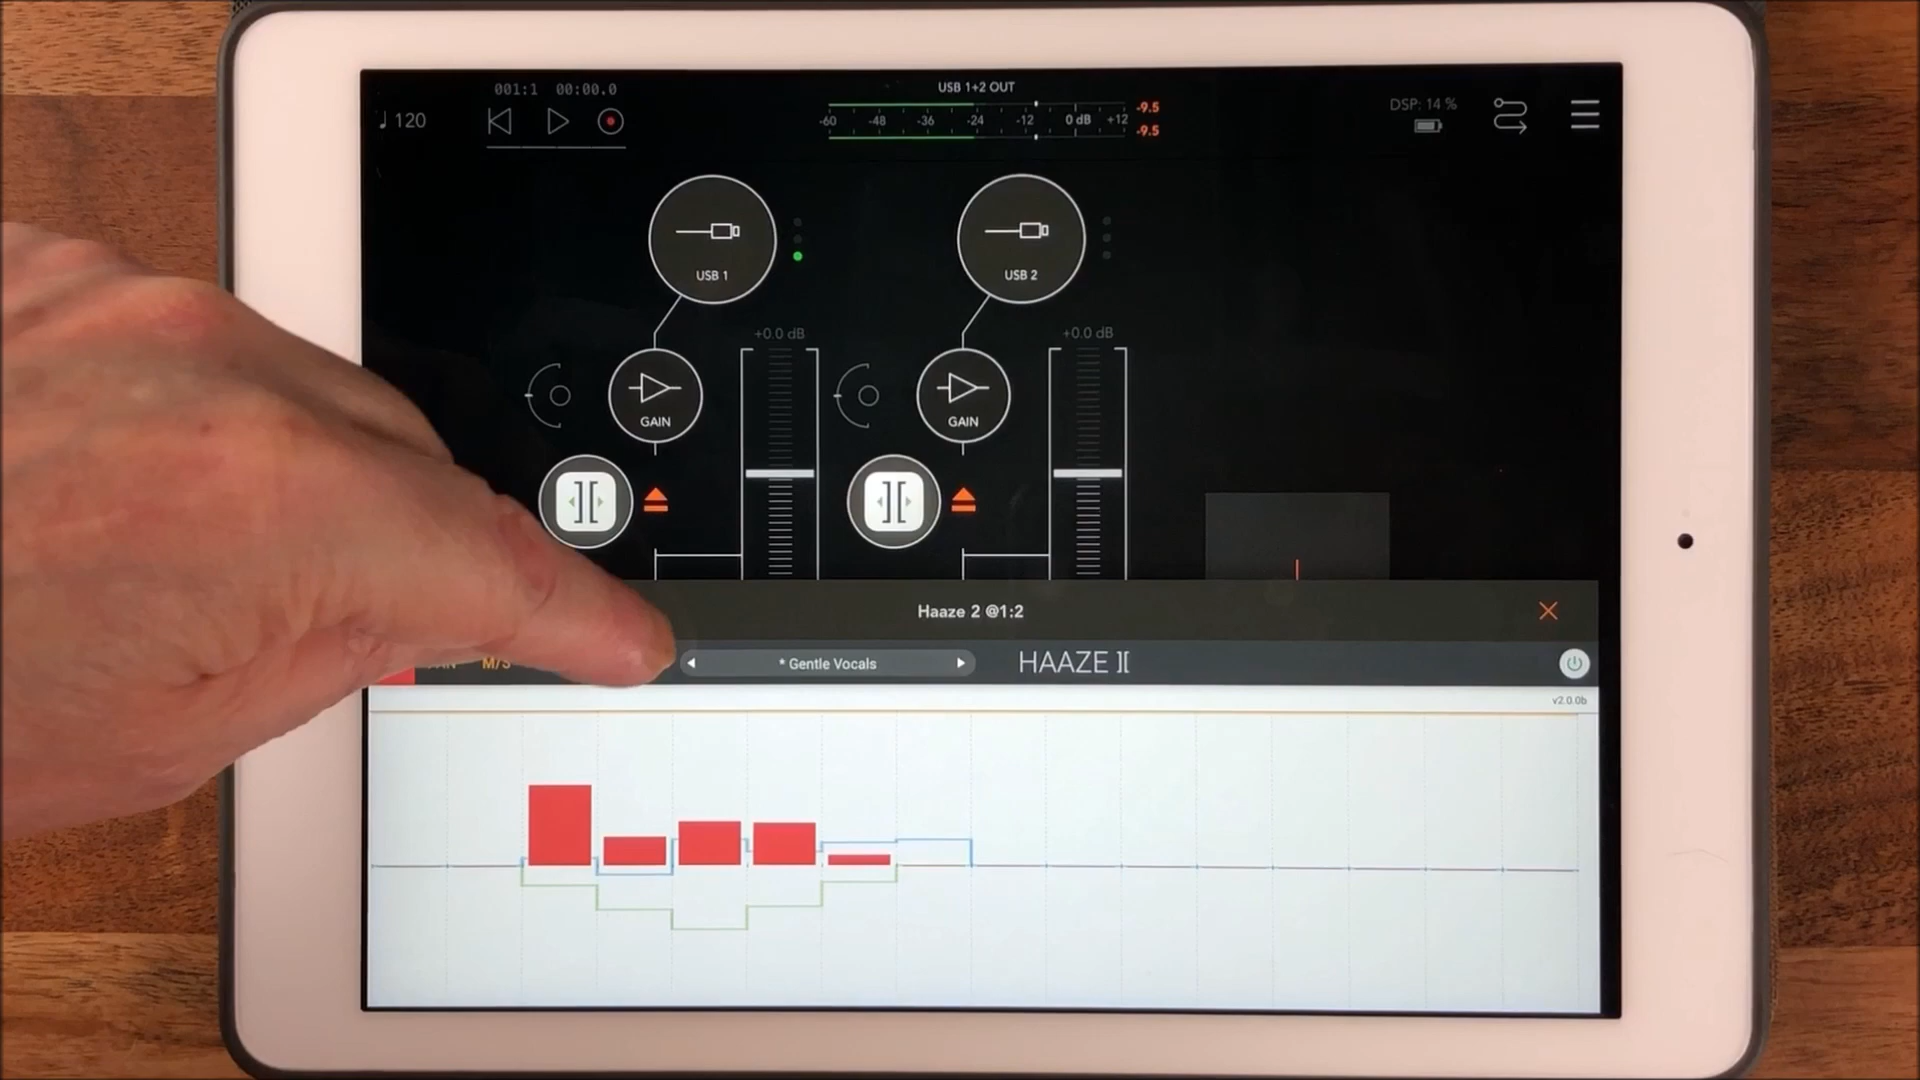 001:1 00:00.0
120
USB 1+2 OUT
-60 -48 -36 -24 -12 0 dB +12
-9.5
-9.5
DSP: 14 %
USB 1
USB 2
+0.0 dB
+0.0 dB
GAIN
GAIN
Haaze 2 @1:2
M/S
* Gentle Vocals
HAAZE ][
v2.0.0b